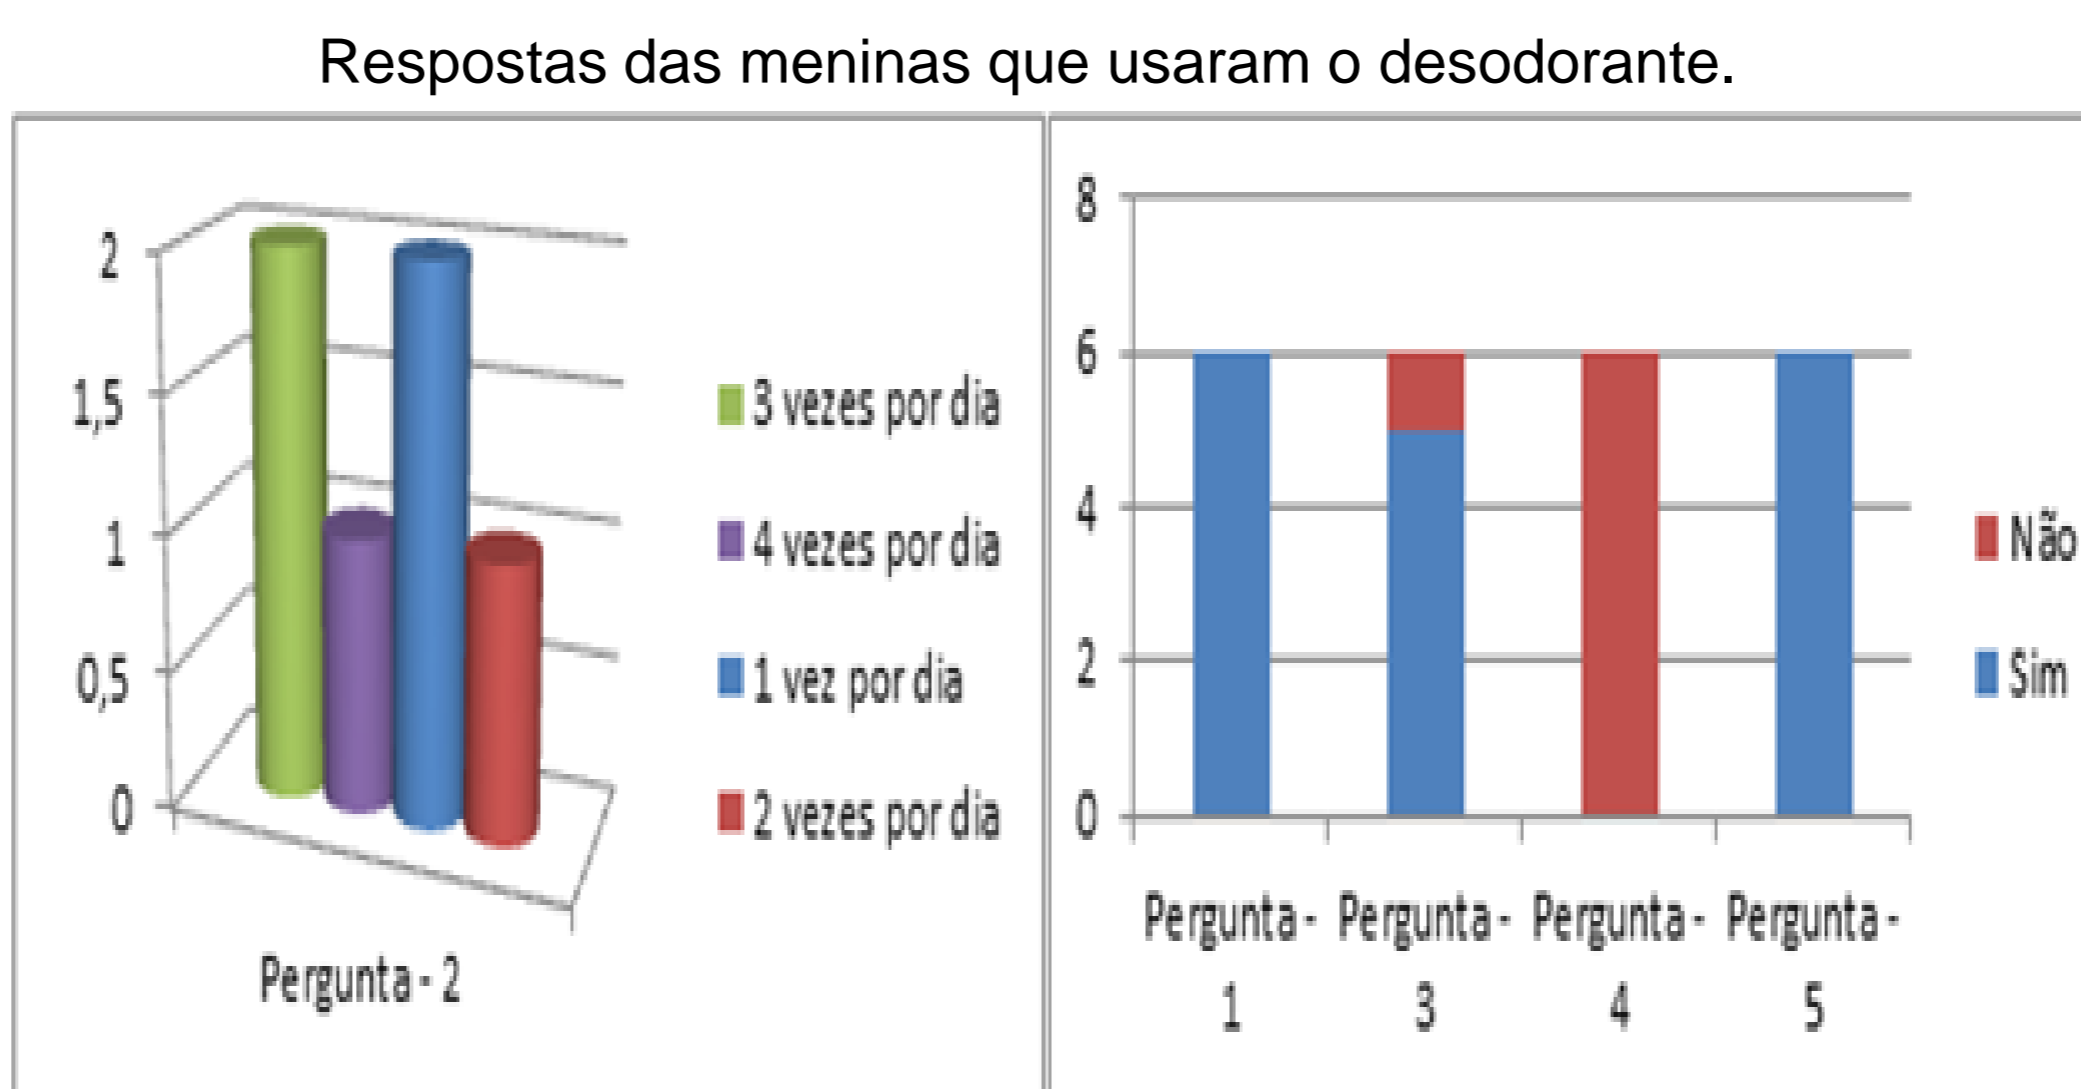 Respostas das meninas que usaram o desodorante.
2
1,5
1
0,5
0
Pergunta - 2
3 vezes por dia
4 vezes por dia
1 vez por dia
2 vezes por dia
8
6
4
2
0
Pergunta - Pergunta - Pergunta - Pergunta -
1 3 4 5
Não
Sim